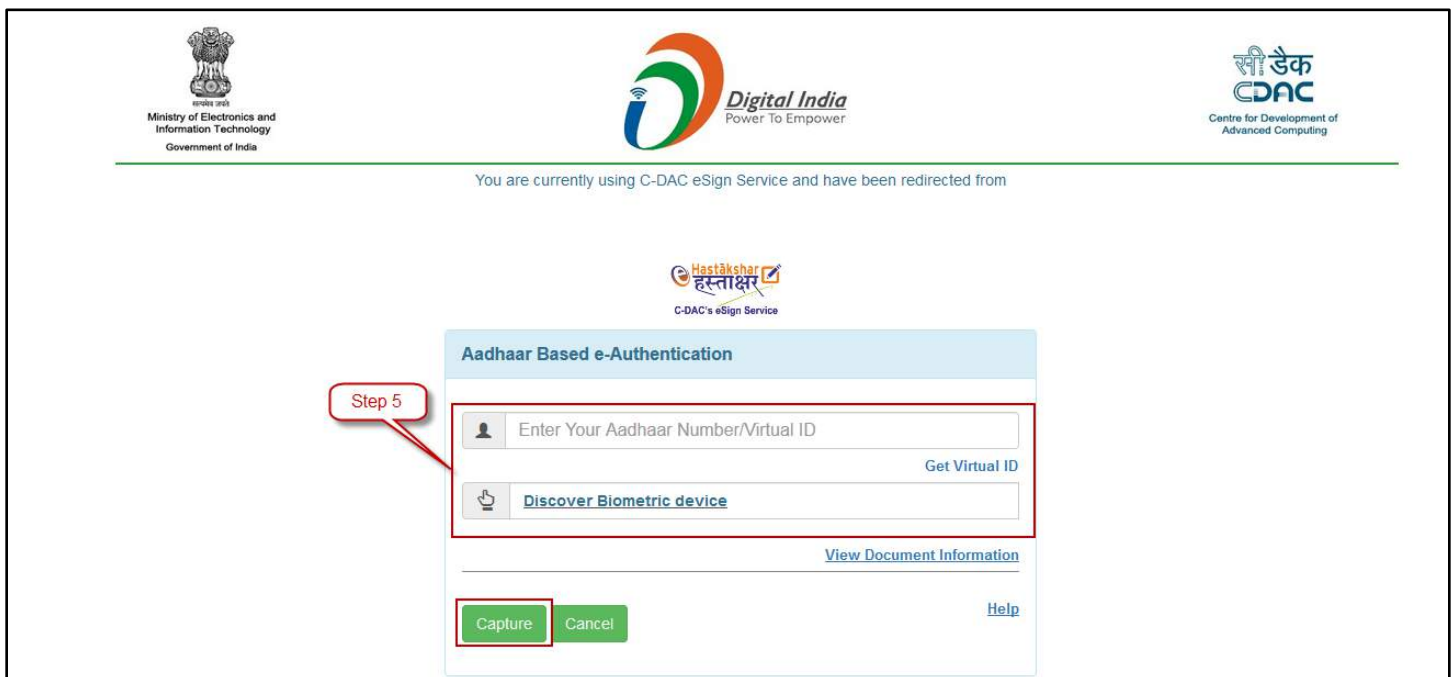 सत्यमेव जयते
Ministry of Electronics and
Information Technology
Government of India
Digital India
Power To Empower
सी डैक
CDAC
Centre for Development of
Advanced Computing
You are currently using C-DAC eSign Service and have been redirected from
e Hastākshar
हस्ताक्षर
C-DAC's eSign Service
Aadhaar Based e-Authentication
Step 5
Enter Your Aadhaar Number/Virtual ID
Get Virtual ID
Discover Biometric device
View Document Information
Help
Capture Cancel